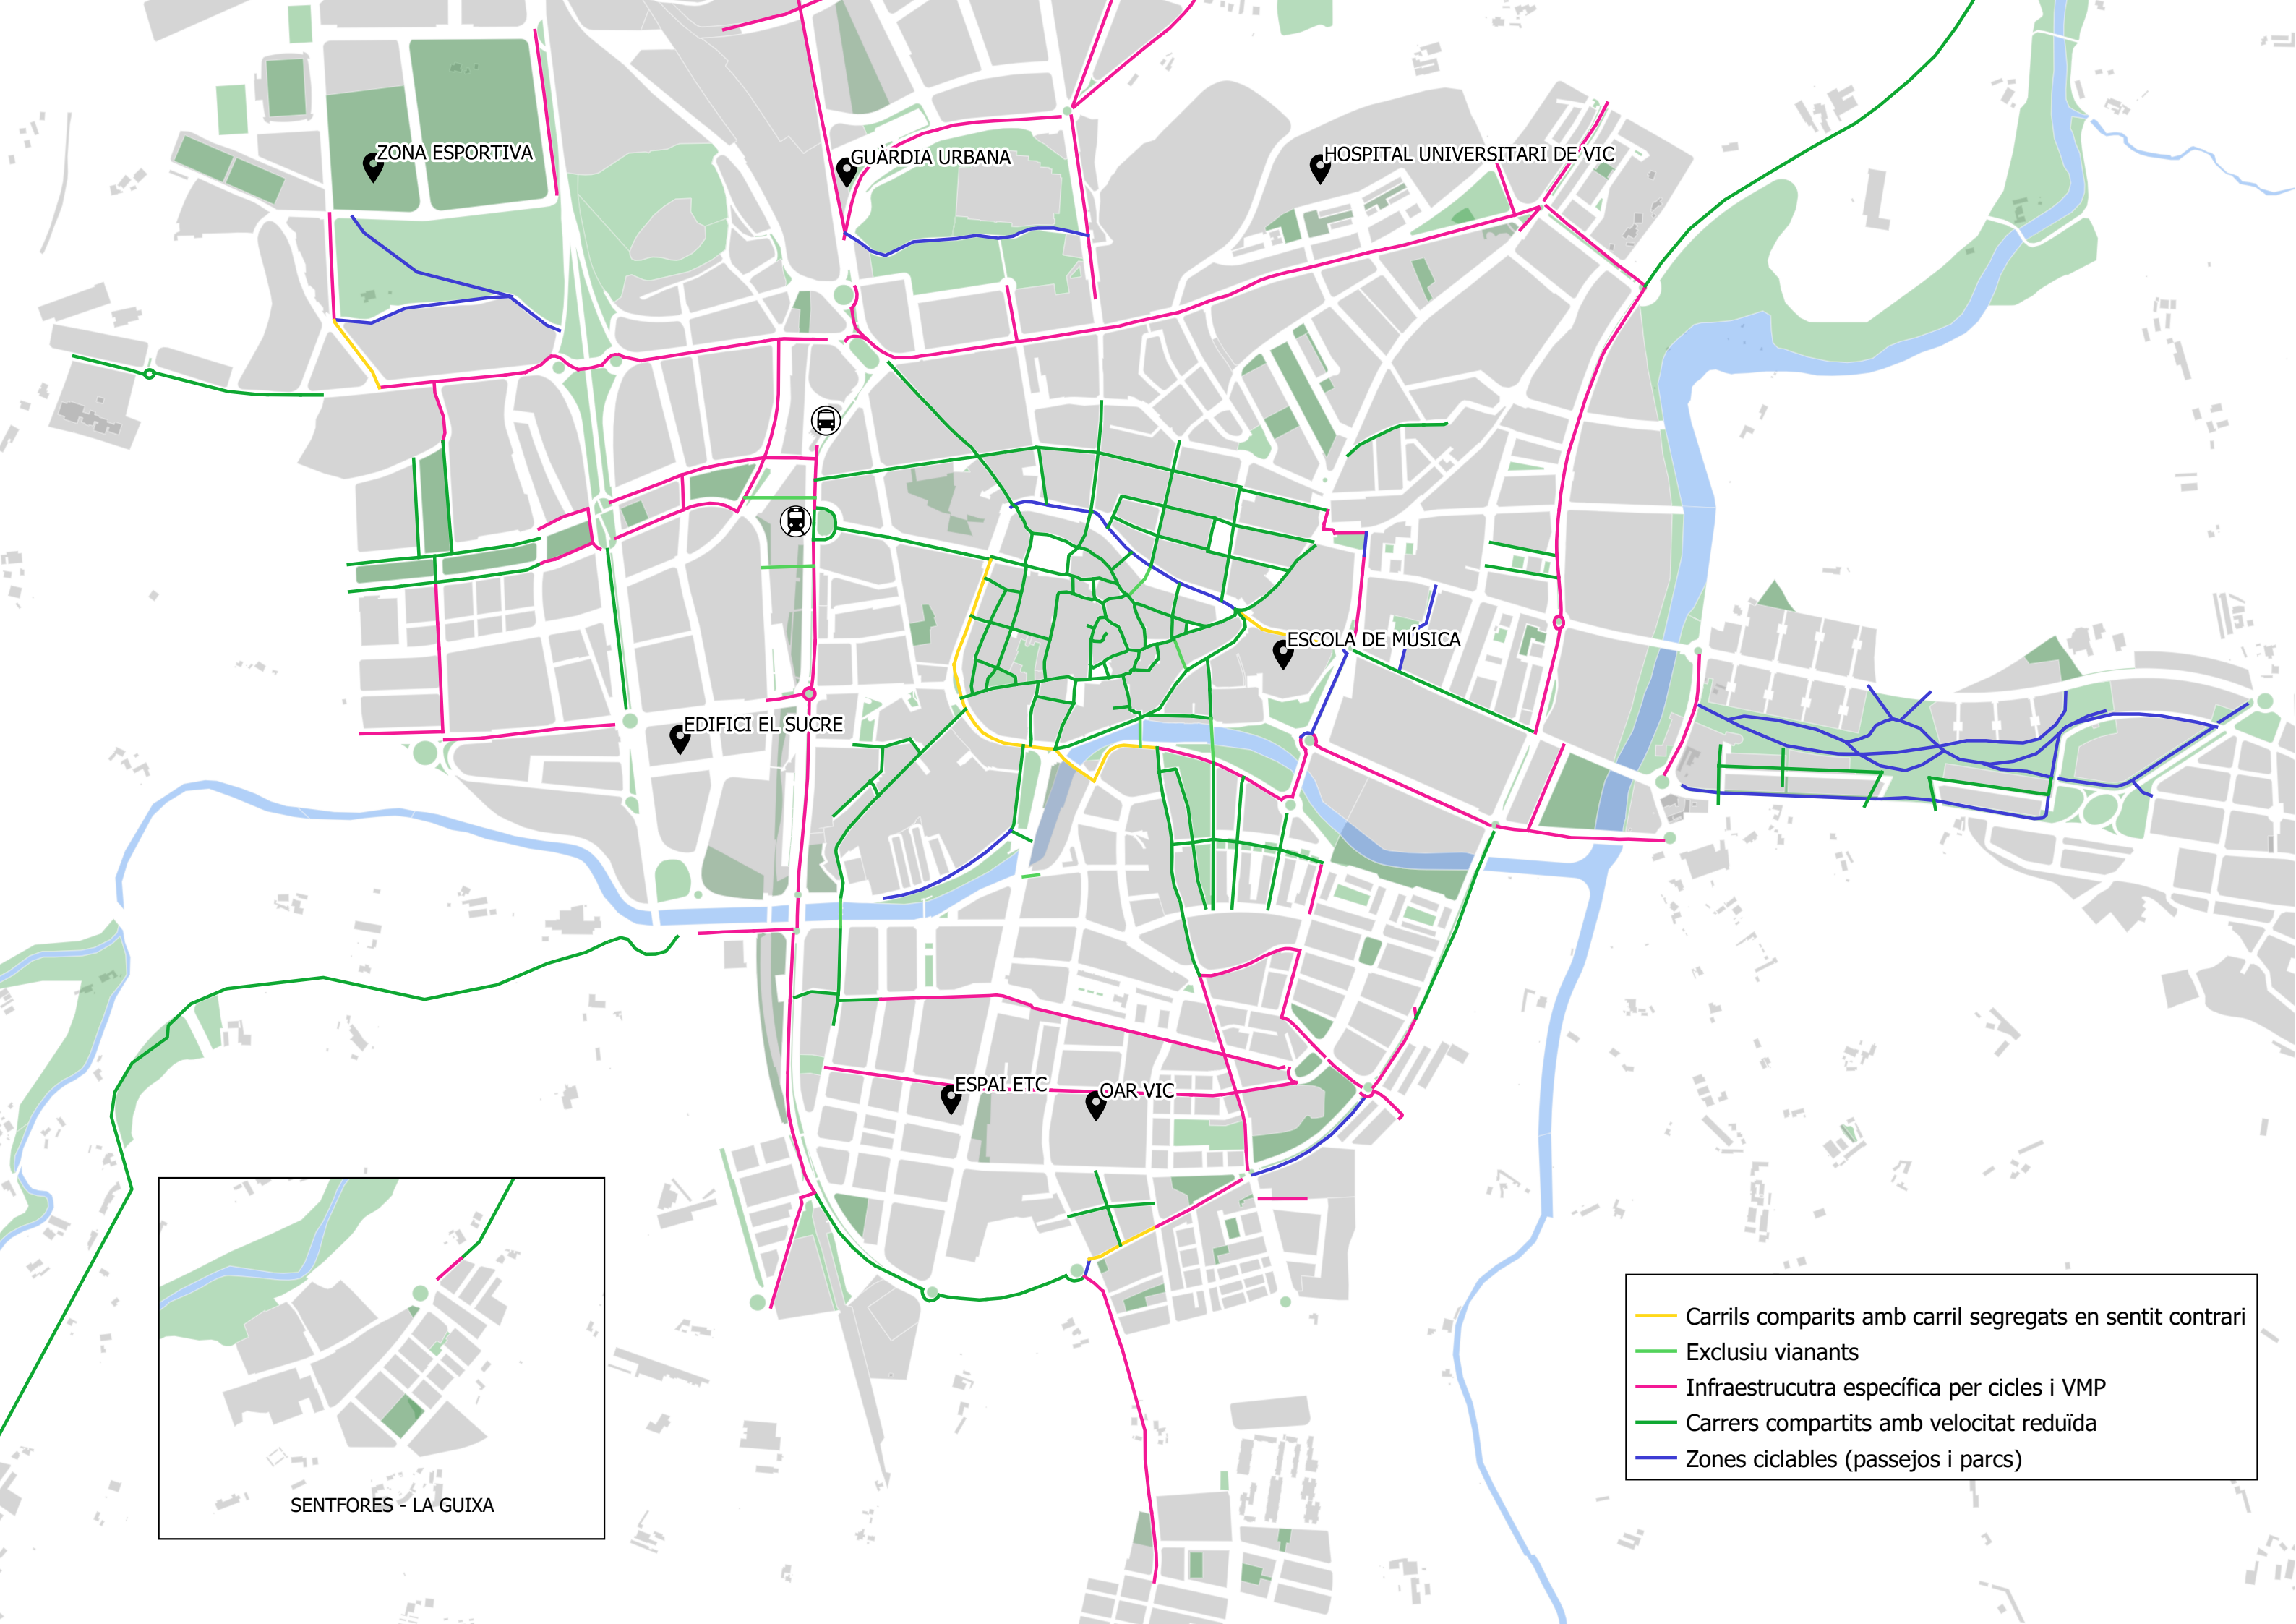 ZONA ESPORTIVA
GUÀRDIA URBANA
HOSPITAL UNIVERSITARI DE VIC
ESCOLA DE MÚSICA
EDIFICI EL SUCRE
ESPAI ETC
OAR VIC
SENTFORES - LA GUIXA
Carrils comparits amb carril segregats en sentit contrari
Exclusiu vianants
Infraestrucutra específica per cicles i VMP
Carrers compartits amb velocitat reduïda
Zones ciclables (passejos i parcs)